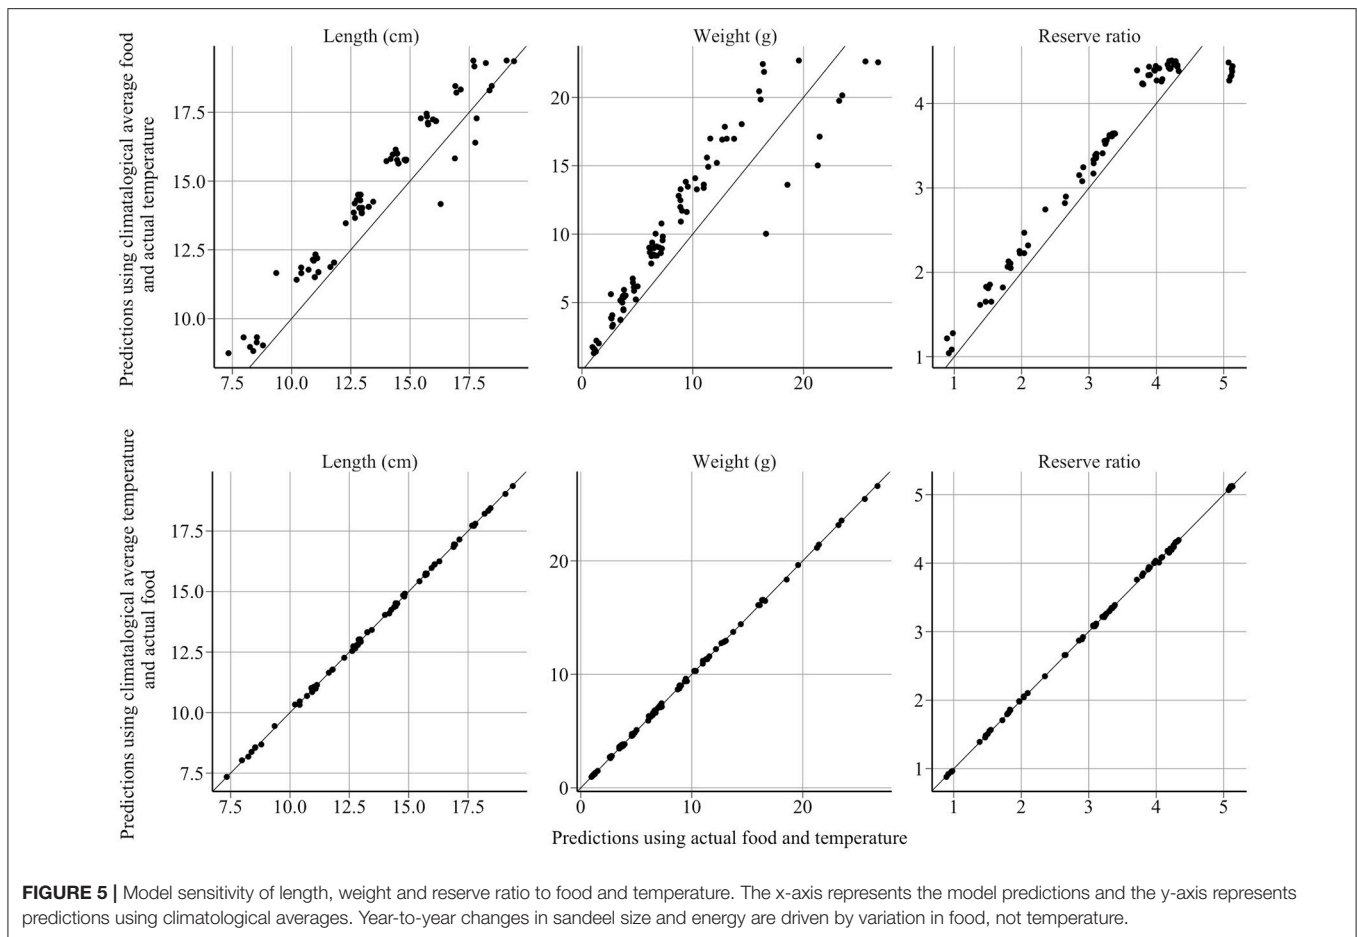 Length (cm)
Weight (g)
Reserve ratio
Predictions using climatalogical average food
and actual temperature
17.5
15.0
12.5
10.0
7.5 10.0 12.5 15.0 17.5
20
15
10
5
0 10 20
4
3
2
1
1 2 3 4 5
Length (cm)
Weight (g)
Reserve ratio
Predictions using climatalogical average temperature
and actual food
17.5
15.0
12.5
10.0
7.5
7.5 10.0 12.5 15.0 17.5
20
10
0
0 10 20
5
4
3
2
1
1 2 3 4 5
Predictions using actual food and temperature
FIGURE 5 | Model sensitivity of length, weight and reserve ratio to food and temperature. The x-axis represents the model predictions and the y-axis represents
predictions using climatological averages. Year-to-year changes in sandeel size and energy are driven by variation in food, not temperature.